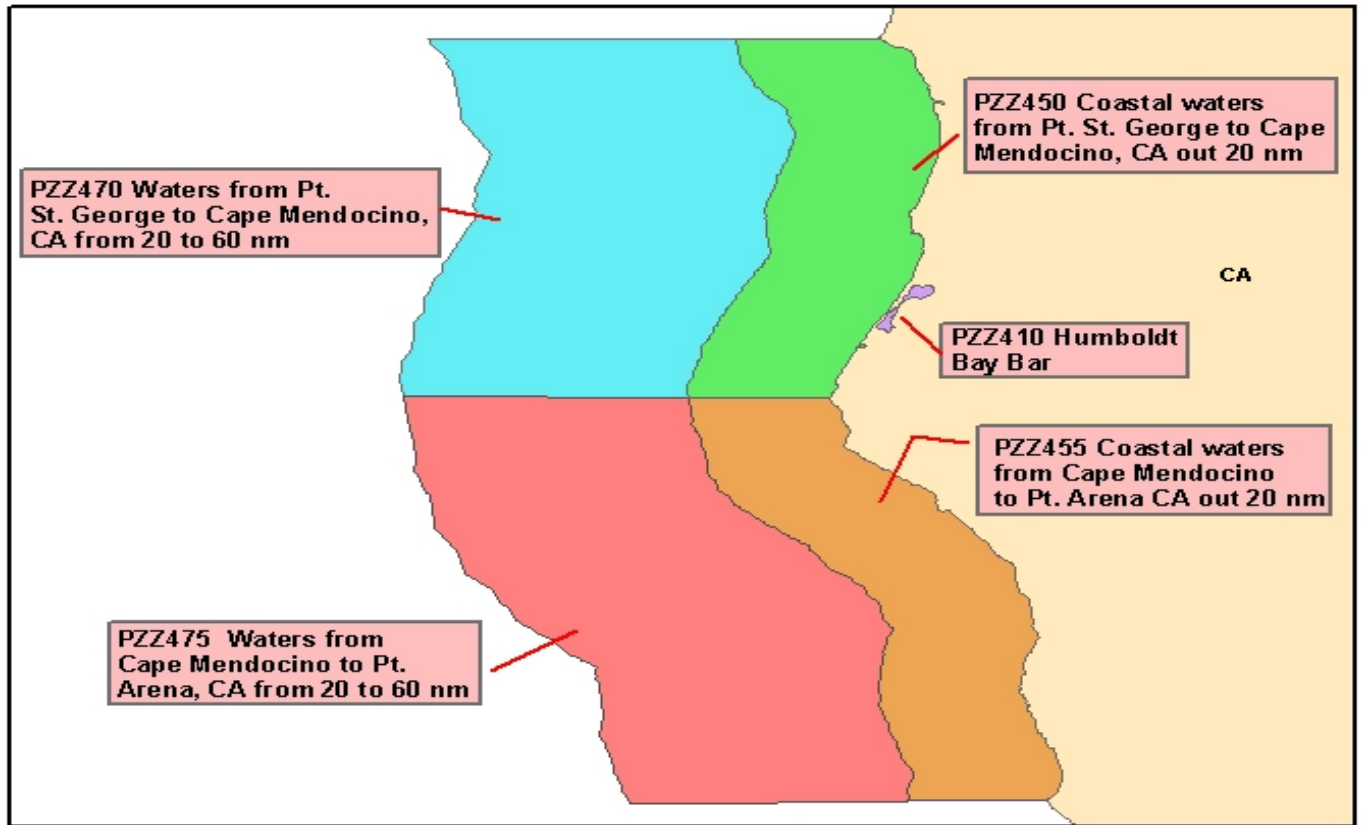 PZZ450 Coastal waters
from Pt. St. George to Cape
Mendocino, CA out 20 nm
PZZ470 Waters from Pt.
St. George to Cape Mendocino,
CA from 20 to 60 nm
CA
PZZ410 Humboldt
Bay Bar
PZZ455 Coastal waters
from Cape Mendocino
to Pt. Arena CA out 20 nm
PZZ475 Waters from
Cape Mendocino to Pt.
Arena, CA from 20 to 60 nm